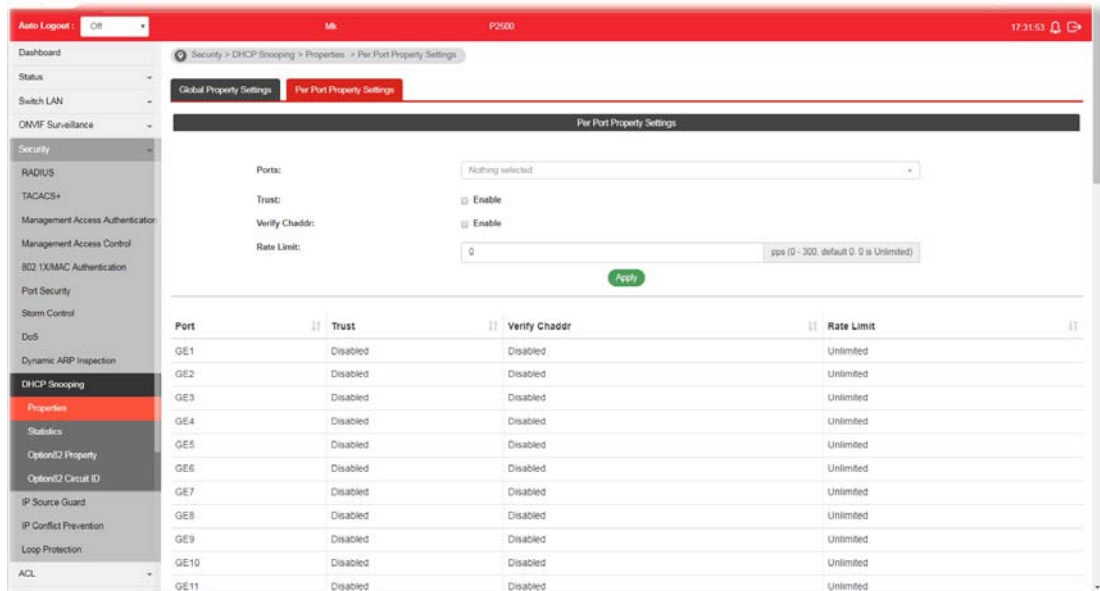 Auto Logout : Off Mk P2500 17:31:53
Dashboard
Status
Switch LAN
ONVIF Surveillance
Security
RADIUS
TACACS+
Management Access Authentication
Management Access Control
802.1X/MAC Authentication
Port Security
Storm Control
DoS
Dynamic ARP Inspection
DHCP Snooping
Properties
Statistics
Option82 Property
Option82 Circuit ID
IP Source Guard
IP Conflict Prevention
Loop Protection
ACL
Security > DHCP Snooping > Properties > Per Port Property Settings
Global Property Settings Per Port Property Settings
Per Port Property Settings
Ports: Nothing selected
Trust: Enable
Verify Chaddr: Enable
Rate Limit: 0 pps (0 - 300, default 0. 0 is Unlimited)
Apply
Port Trust Verify Chaddr Rate Limit
GE1 Disabled Disabled Unlimited
GE2 Disabled Disabled Unlimited
GE3 Disabled Disabled Unlimited
GE4 Disabled Disabled Unlimited
GE5 Disabled Disabled Unlimited
GE6 Disabled Disabled Unlimited
GE7 Disabled Disabled Unlimited
GE8 Disabled Disabled Unlimited
GE9 Disabled Disabled Unlimited
GE10 Disabled Disabled Unlimited
GE11 Disabled Disabled Unlimited